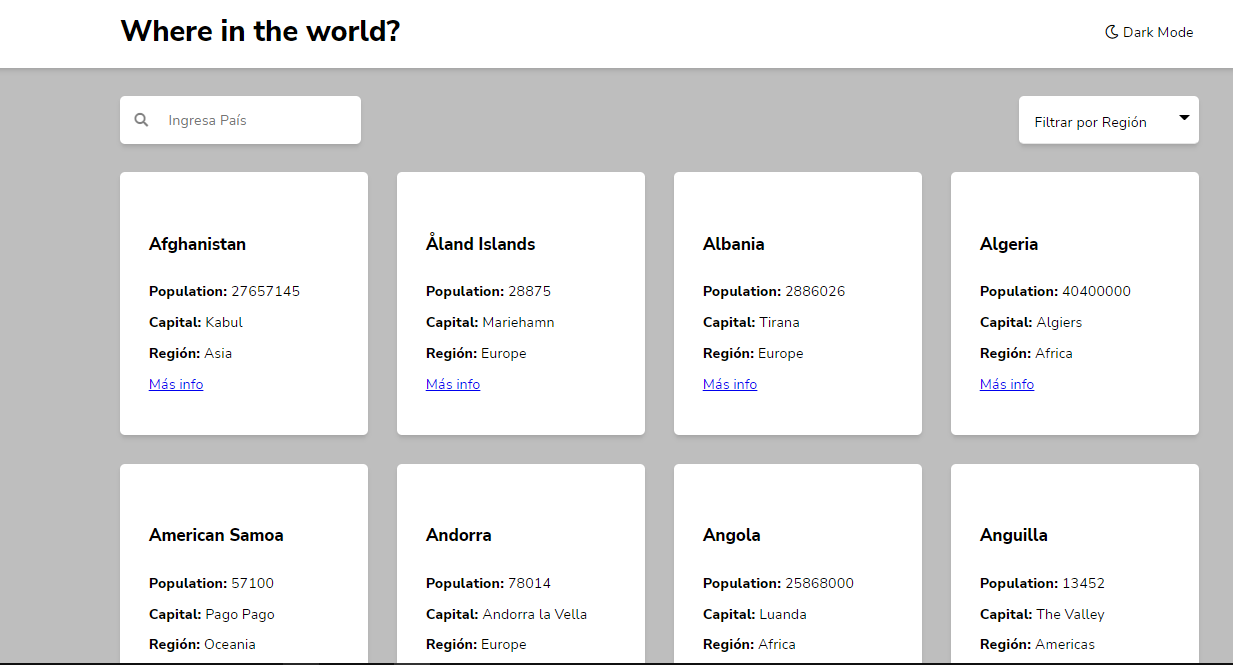 Where in the world?
Dark Mode
Ingresa País
Filtrar por Región
Afghanistan
Population: 27657145
Capital: Kabul
Región: Asia
Más info
Åland Islands
Population: 28875
Capital: Mariehamn
Región: Europe
Más info
Albania
Population: 2886026
Capital: Tirana
Región: Europe
Más info
Algeria
Population: 40400000
Capital: Algiers
Región: Africa
Más info
American Samoa
Population: 57100
Capital: Pago Pago
Región: Oceania
Andorra
Population: 78014
Capital: Andorra la Vella
Región: Europe
Angola
Population: 25868000
Capital: Luanda
Región: Africa
Anguilla
Population: 13452
Capital: The Valley
Región: Americas